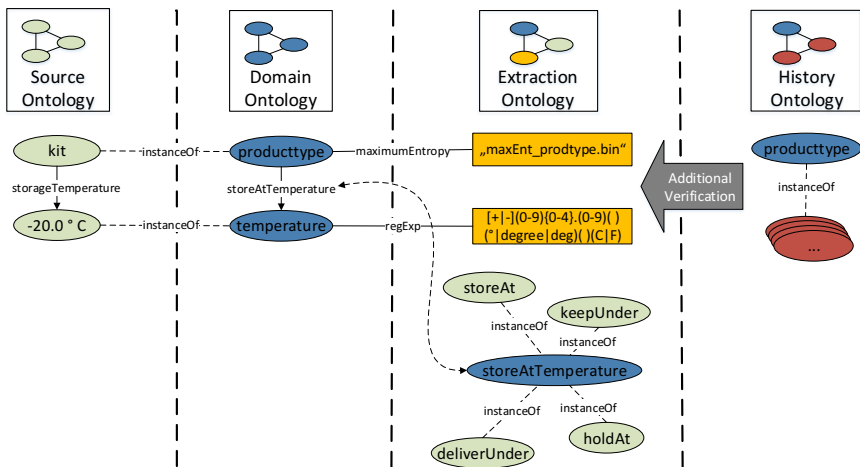 Source
Ontology
Domain
Ontology
Extraction
Ontology
History
Ontology
kit
instanceOf
producttype
maximumEntropy
„maxEnt_prodtype.bin“
producttype
storageTemperature
storeAtTemperature
Additional
Verification
instanceOf
-20.0 ° C
instanceOf
temperature
regExp
[+|-](0-9){0-4}.(0-9)( )
(°|degree|deg)( )(C|F)
...
storeAt
keepUnder
instanceOf
instanceOf
storeAtTemperature
instanceOf
instanceOf
deliverUnder
holdAt